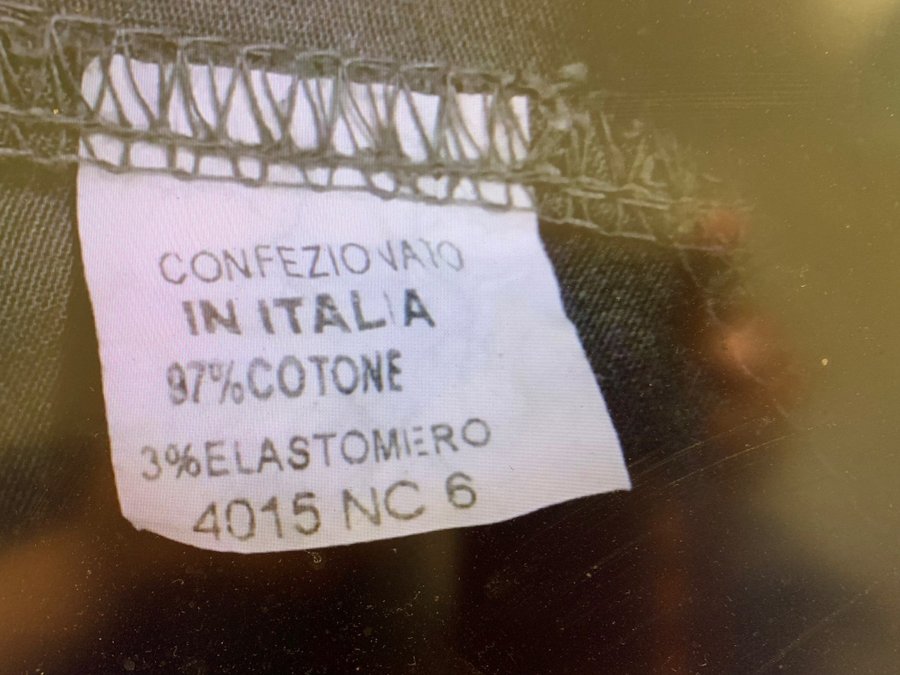 CONFEZIONATO
IN ITALIA
97%COTONE
3%ELASTOMERO
4015 NC 6